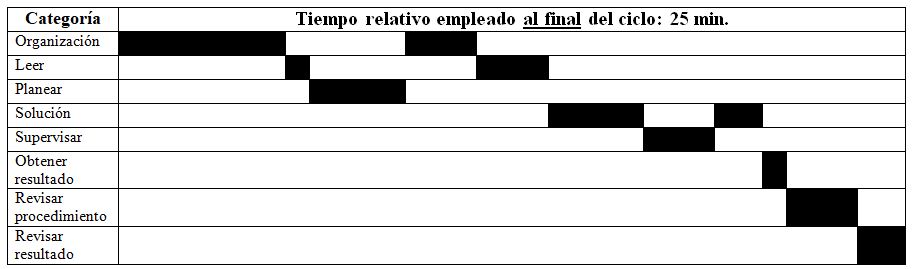 Categoría
Tiempo relativo empleado al final del ciclo: 25 min.
Organización
Leer
Planear
Solución
Supervisar
Obtener
resultado
Revisar
procedimiento
Revisar
resultado